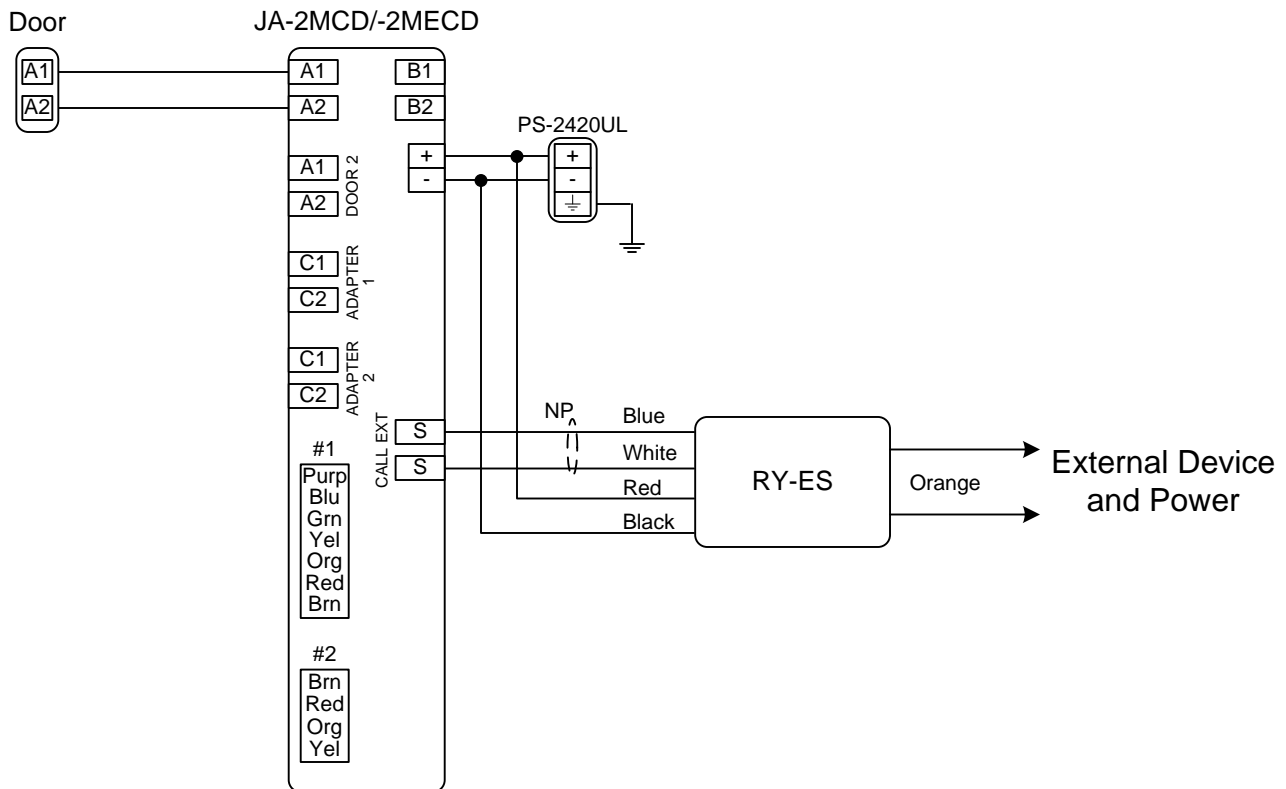 Door
JA-2MCD/-2MECD
A1
A2
A1
A2
B1
B2
PS-2420UL
+
-
+
-
A1
A2
DOOR 2
C1
C2
ADAPTER
1
C1
C2
ADAPTER
2
S
S
CALL EXT
NP
Blue
White
Red
Black
RY-ES
Orange
External Device
and Power
#1
Purp
Blu
Grn
Yel
Org
Red
Brn
#2
Brn
Red
Org
Yel